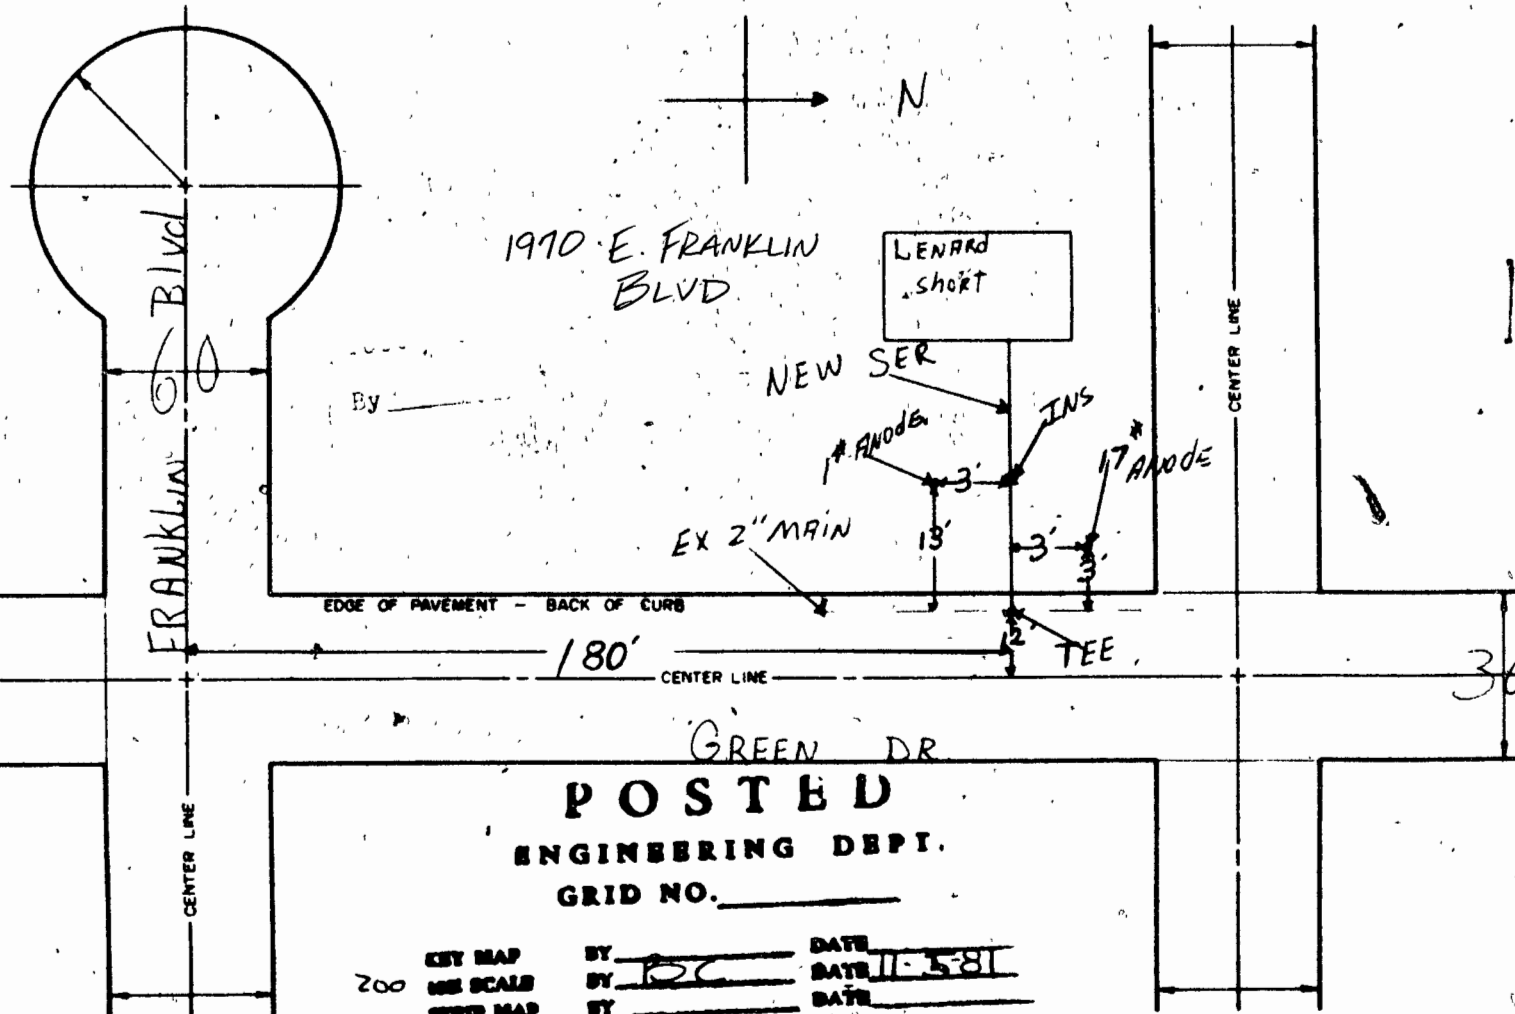 N
1970 E. FRANKLIN
BLVD
LENARD
short
FRANKLIN Blvd
60
By
NEW SER
INS
1# ANOdE
17# ANOdE
3'
13'
3'
3'
EX 2" MAIN
EDGE OF PAVEMENT - BACK OF CURB
12'
TEE
180'
CENTER LINE
CENTER LINE
CENTER LINE
GREEN DR
POSTED
ENGINEERING DEPT.
GRID NO.
KEY MAP BY DATE
200 SCALE BY DATE 11-5-81
MAP BY DATE